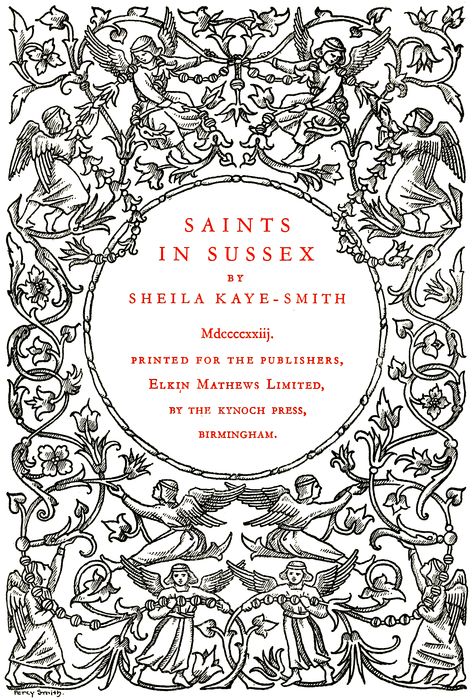 SAINTS
IN SUSSEX
BY
SHEILA KAYE-SMITH
Mdccccxxiij.
PRINTED FOR THE PUBLISHERS,
ELKIN MATHEWS LIMITED,
BY THE KYNOCH PRESS,
BIRMINGHAM.
Percy Smith.